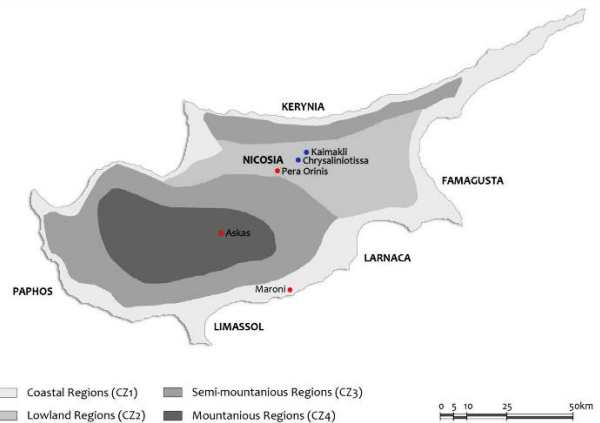 KERYNIA
Kaimakli
NICOSIA
Chrysaliniotissa
Pera Orinis
FAMAGUSTA
Askas
LARNACA
Maroni
PAPHOS
LIMASSOL
Coastal Regions (CZ1)
Semi-mountanious Regions (CZ3)
Lowland Regions (CZ2)
Mountanious Regions (CZ4)
0 5 10 25 50km